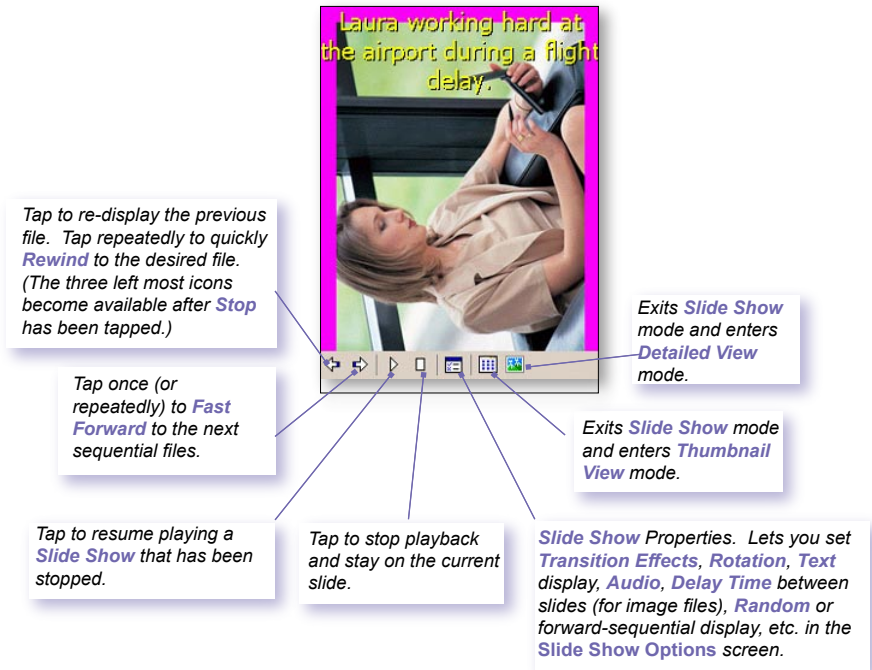 Laura working hard at
the airport during a flight
delay.
Tap to re-display the previous
file. Tap repeatedly to quickly
Rewind to the desired file.
(The three left most icons
become available after Stop
has been tapped.)
Exits Slide Show
mode and enters
Detailed View
mode.
Tap once (or
repeatedly) to Fast
Forward to the next
sequential files.
Exits Slide Show mode
and enters Thumbnail
View mode.
Tap to resume playing a
Slide Show that has been
stopped.
Tap to stop playback
and stay on the current
slide.
Slide Show Properties. Lets you set
Transition Effects, Rotation, Text
display, Audio, Delay Time between
slides (for image files), Random or
forward-sequential display, etc. in the
Slide Show Options screen.